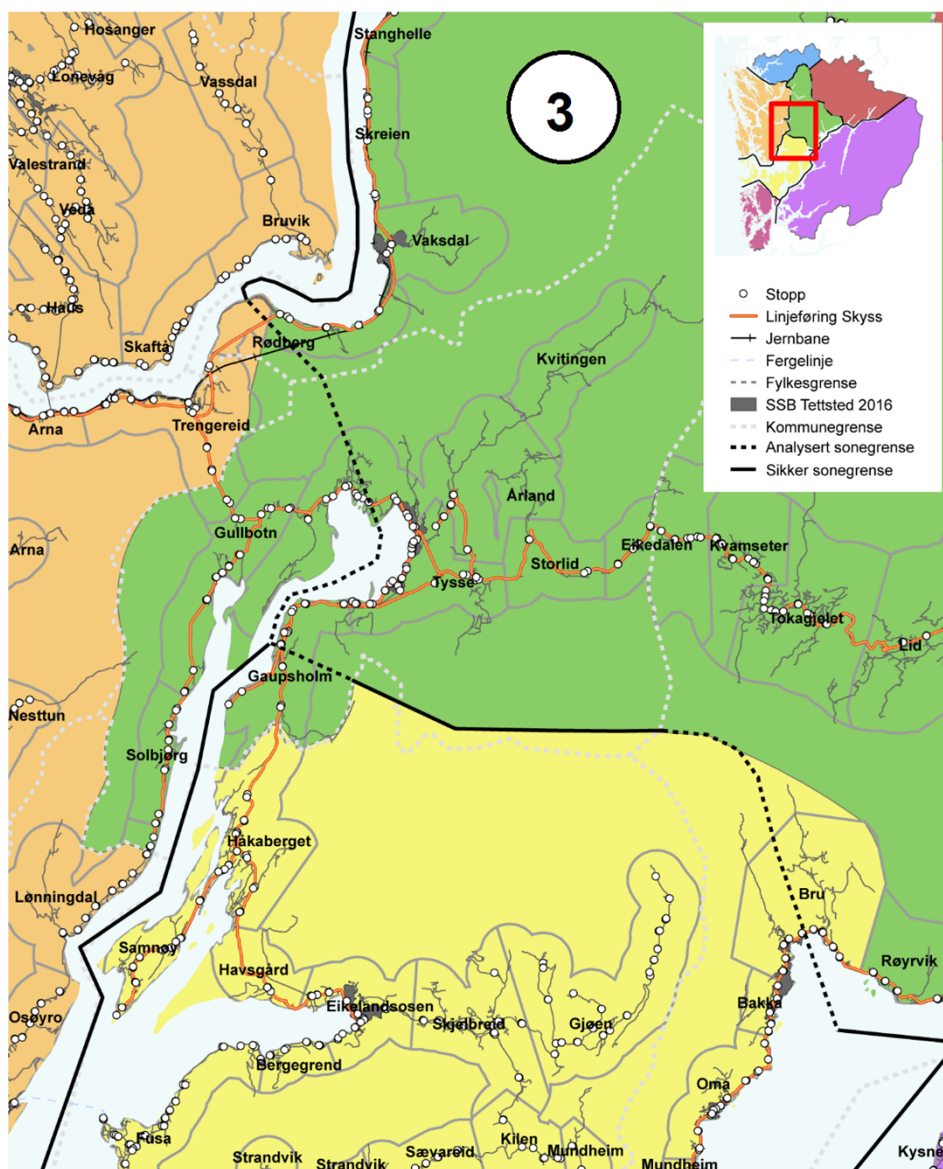 Hosanger
Stanghelle
Lonevåg
Vassdal
3
Skreien
Valestrand
Veda
Bruvik
Vaksdal
Haus
Skaftå
Rødberg
Kvitingen
Arna
Trengereid
Stopp
Linjeføring Skyss
Jernbane
Fergelinje
Fylkesgrense
SSB Tettsted 2016
Kommunegrense
Analysert sonegrense
Sikker sonegrense
Årland
Gullbotn
Arna
Eikedalen
Kvamseter
Storlid
Tysse
Tokagjelet
Lid
Gaupsholm
Nesttun
Solbjørg
Håkaberget
Lønningdal
Bru
Samnøy
Havsgård
Røyrvik
Osøyro
Eikelandsosen
Bakka
Skjelbreid
Gjøen
Bergegrend
Oma
Fusa
Kilen
Sævareid
Mundheim
Strandvik
Strandvik
Mundheim
Kysne